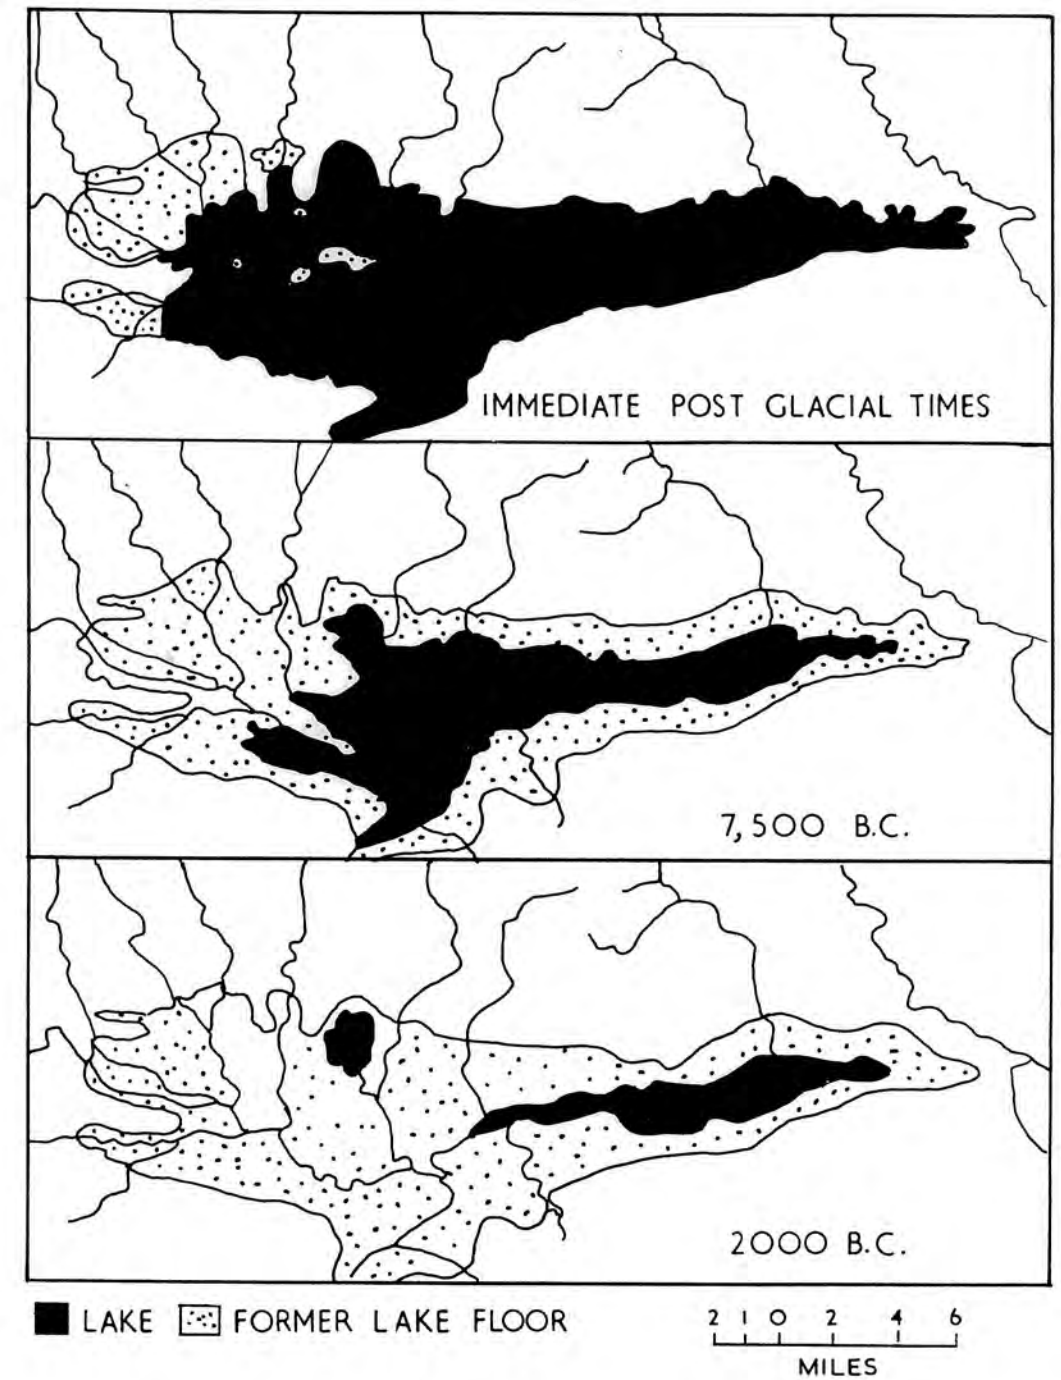 IMMEDIATE POST GLACIAL TIMES
7,500 B.C.
2000 B.C.
LAKE FORMER LAKE FLOOR
2 1 0 2 4 6
MILES